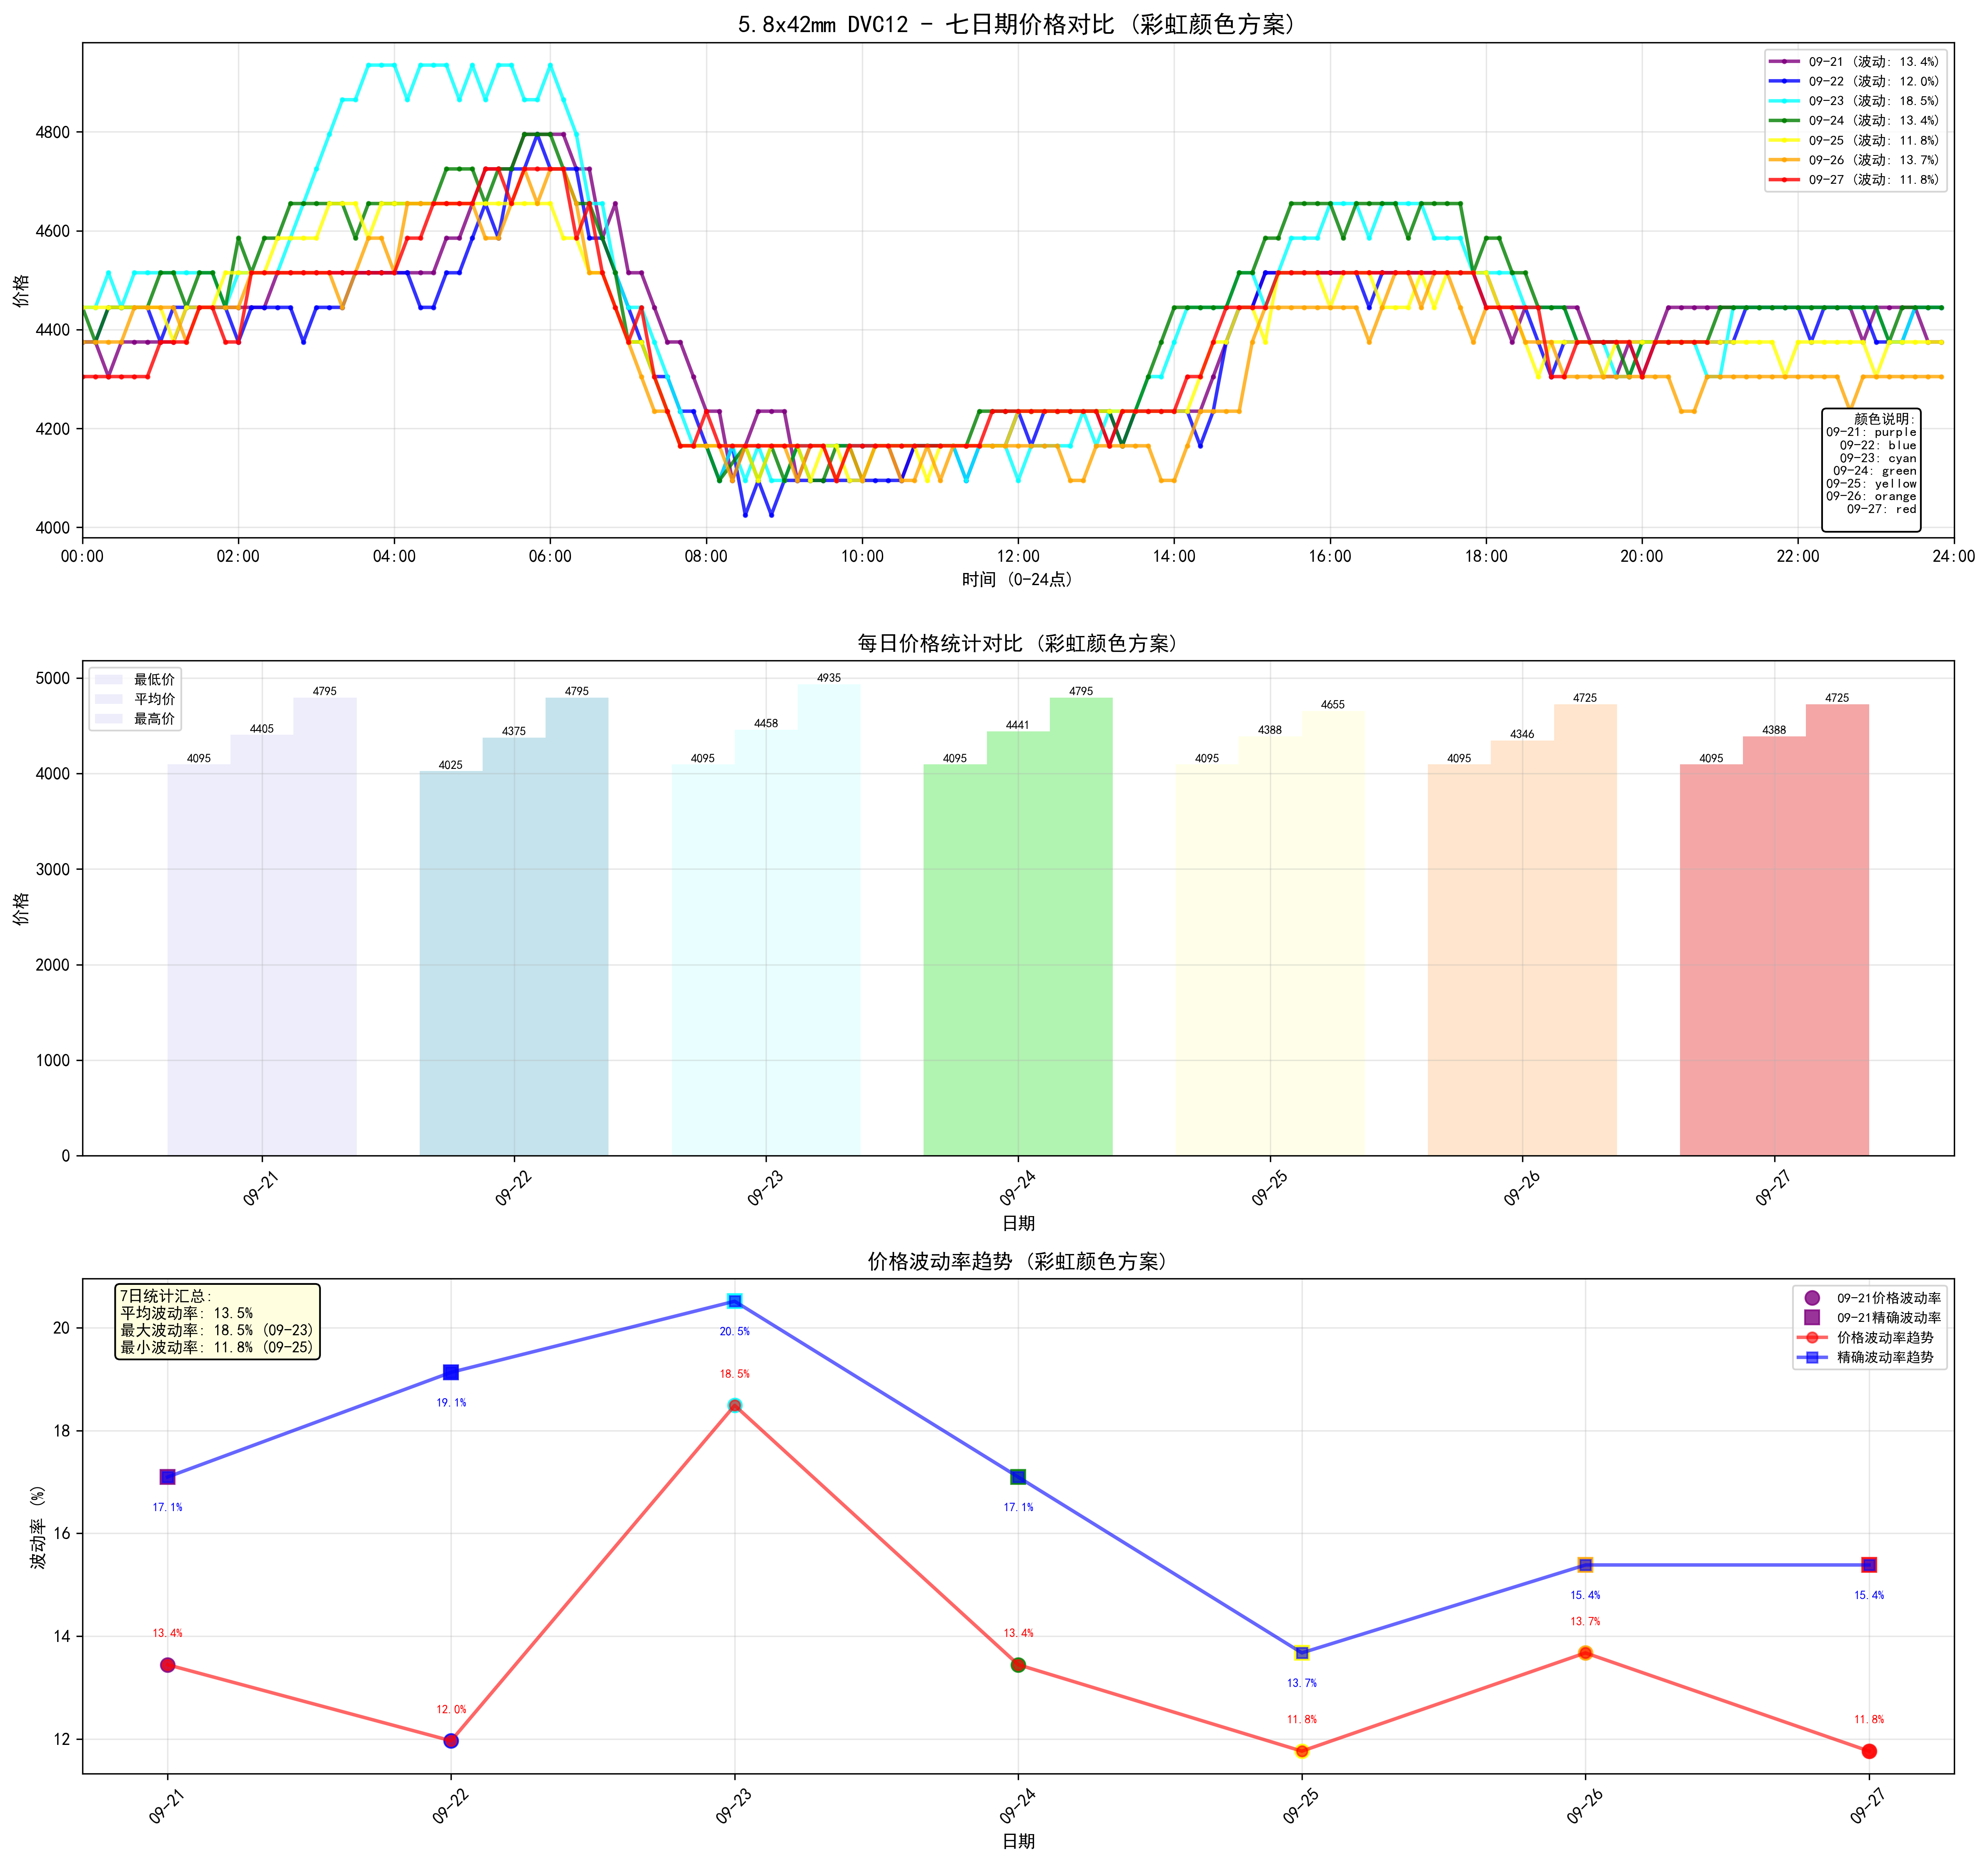 5.8x42mm DVC12 - 七日期价格对比 (彩虹颜色方案)
价格
4800
4600
4400
4200
4000
09-21 (波动: 13.4%)
09-22 (波动: 12.0%)
09-23 (波动: 18.5%)
09-24 (波动: 13.4%)
09-25 (波动: 11.8%)
09-26 (波动: 13.7%)
09-27 (波动: 11.8%)
颜色说明:
09-21: purple
09-22: blue
09-23: cyan
09-24: green
09-25: yellow
09-26: orange
09-27: red
00:00 02:00 04:00 06:00 08:00 10:00 12:00 14:00 16:00 18:00 20:00 22:00 24:00
时间 (0-24点)
每日价格统计对比 (彩虹颜色方案)
价格
5000
4000
3000
2000
1000
0
最低价
平均价
最高价
4095 4405 4795
4025 4375 4795
4095 4458 4935
4095 4441 4795
4095 4388 4655
4095 4346 4725
4095 4388 4725
09-21 09-22 09-23 09-24 09-25 09-26 09-27
日期
价格波动率趋势 (彩虹颜色方案)
波动率 (%)
20
18
16
14
12
7日统计汇总:
平均波动率: 13.5%
最大波动率: 18.5% (09-23)
最小波动率: 11.8% (09-25)
09-21价格波动率
09-21精确波动率
价格波动率趋势
精确波动率趋势
17.1% 19.1% 20.5% 17.1% 13.7% 15.4% 15.4%
13.4% 12.0% 18.5% 13.4% 11.8% 13.7% 11.8%
09-21 09-22 09-23 09-24 09-25 09-26 09-27
日期